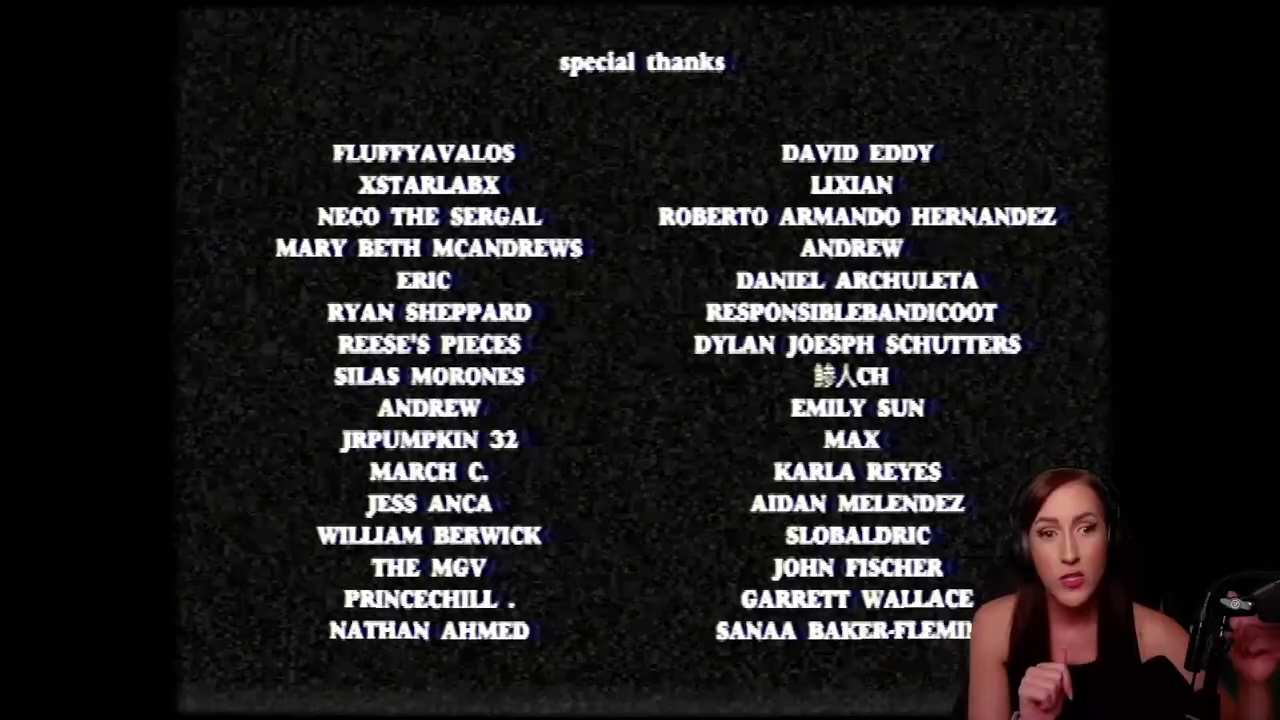 special thanks
FLUFFYAVALOS
XSTARLABX
NECO THE SERGAL
MARY BETH MCANDREWS
ERIC
RYAN SHEPPARD
REESE'S PIECES
SILAS MORONES
ANDREW
JRPUMPKIN 32
MARCH C.
JESS ANCA
WILLIAM BERWICK
THE MGV
PRINCECHILL .
NATHAN AHMED
DAVID EDDY
LIXIAN
ROBERTO ARMANDO HERNANDEZ
ANDREW
DANIEL ARCHULETA
RESPONSIBLEBANDICOOT
DYLAN JOESPH SCHUTTERS
EMILY SUN
MAX
KARLA REYES
AIDAN MELENDEZ
SLOBALDRIC
JOHN FISCHER
GARRETT WALLACE
SANAA